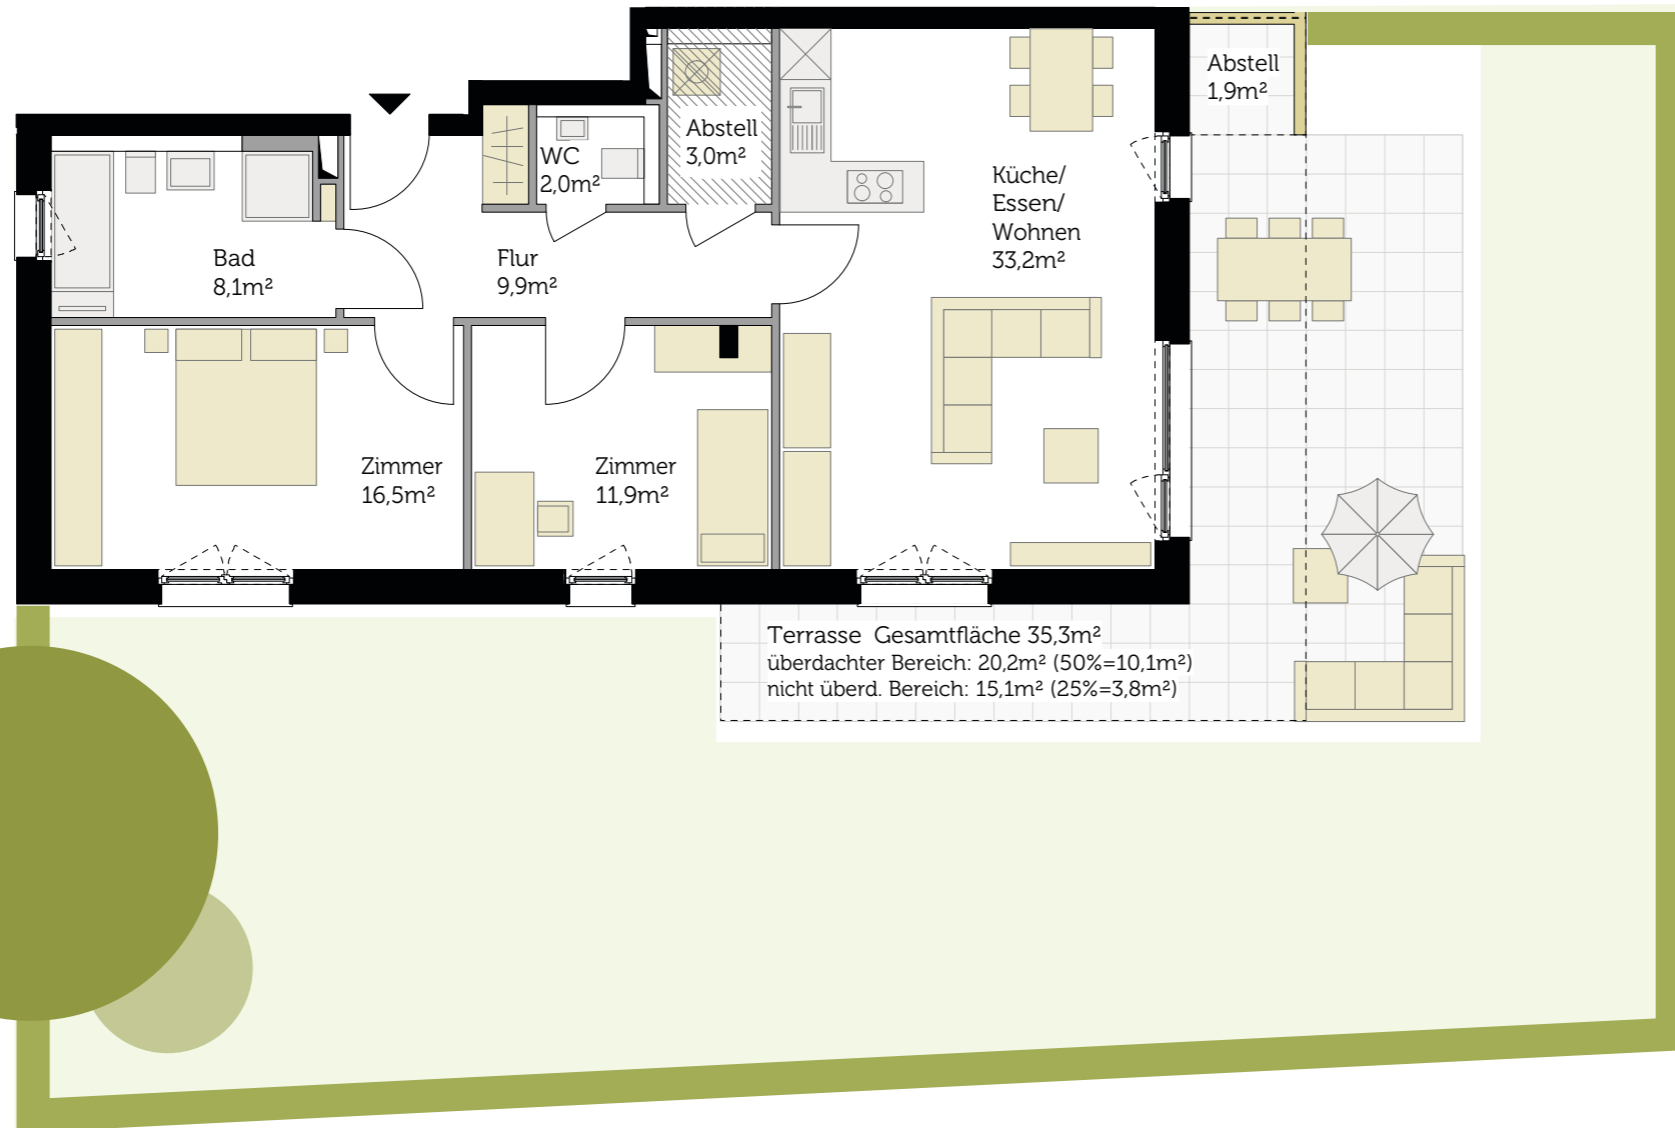 Abstell
1,9m²
Abstell
3,0m²
WC
2,0m²
Küche/
Essen/
Wohnen
33,2m²
Bad
8,1m²
Flur
9,9m²
Zimmer
16,5m²
Zimmer
11,9m²
Terrasse Gesamtfläche 35,3m²
überdachter Bereich: 20,2m² (50%=10,1m²)
nicht überd. Bereich: 15,1m² (25%=3,8m²)